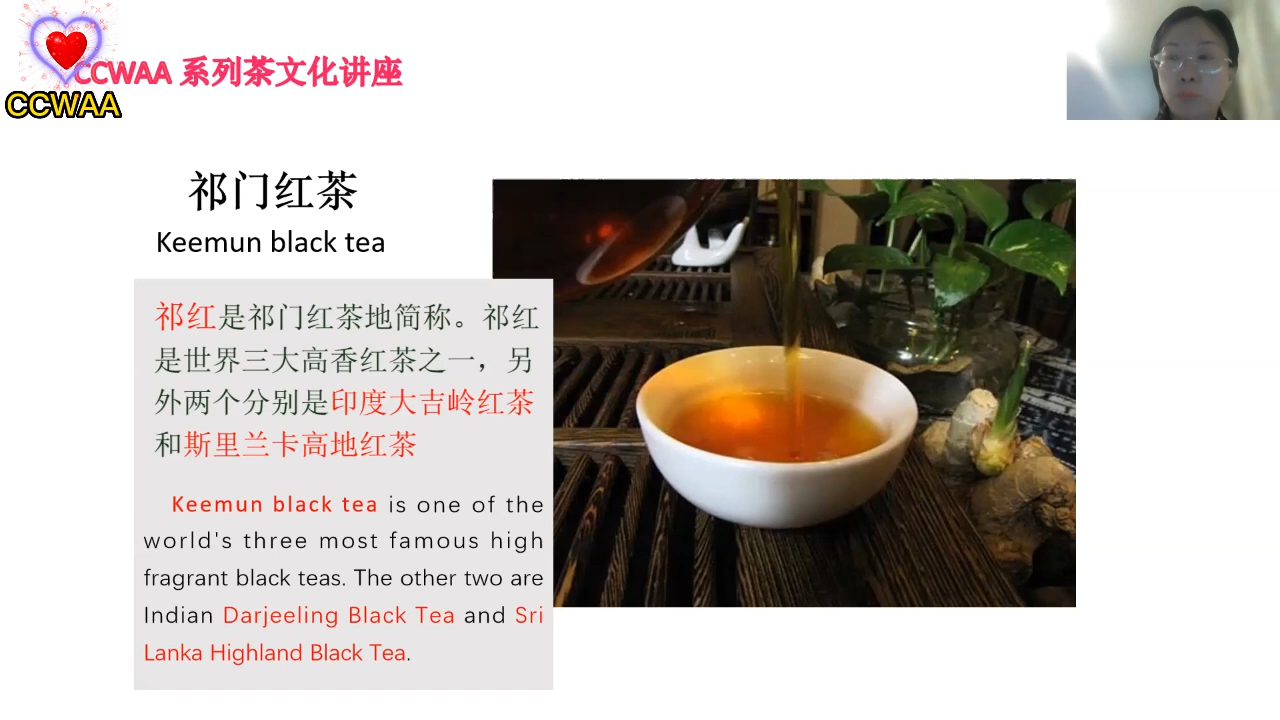 CCWAA 系列茶文化讲座
CCWAA
祁门红茶
Keemun black tea
祁红是祁门红茶地简称。祁红
是世界三大高香红茶之一，另
外两个分别是印度大吉岭红茶
和斯里兰卡高地红茶
Keemun black tea is one of the
world's three most famous high
fragrant black teas. The other two are
Indian Darjeeling Black Tea and Sri
Lanka Highland Black Tea.